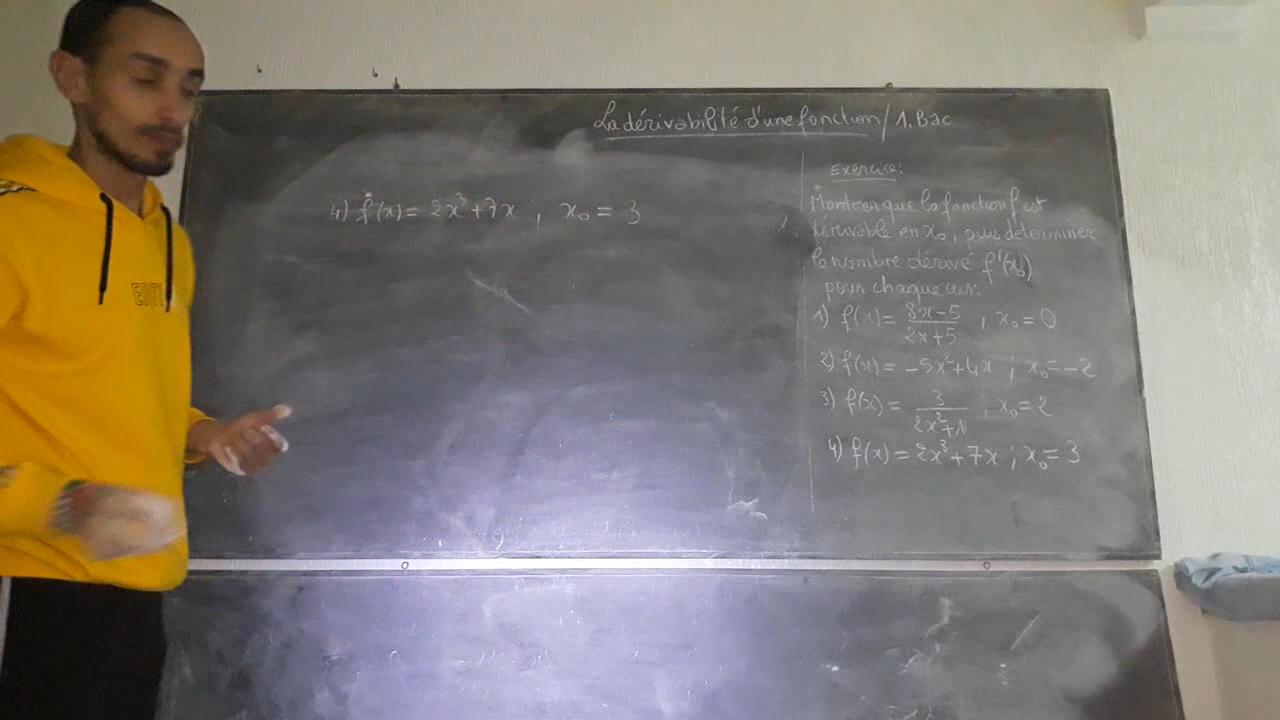 La dérivabilité d'une fonction / 1.Bac
4) f(x) = 2x³+7x , x₀ = 3
Exercice:
Montrer que la fonction f est
dérivable en x₀, puis déterminer
le nombre dérivé f'(x₀)
pour chaque cas:
1) f(x) = \frac{8x-5}{2x+5} , x₀ = 0
2) f(x) = -5x²+4x ; x₀ = -2
3) f(x) = \frac{3}{2x²+1} , x₀ = 2
4) f(x) = 2x³+7x ; x₀ = 3